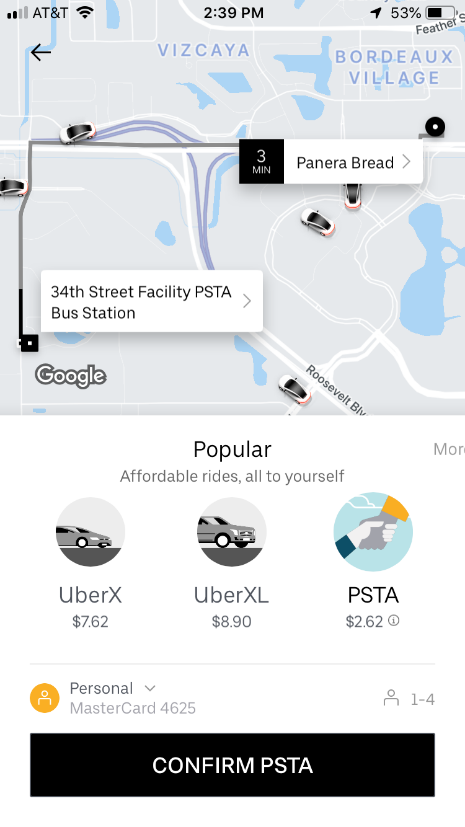 AT&T 2:39 PM 53%
Feather's
VIZCAYA
BORDEAUX
VILLAGE
3
MIN
Panera Bread
34th Street Facility PSTA
Bus Station
Google
Roosevelt Blv
Popular
More
Affordable rides, all to yourself
UberX UberXL PSTA
$7.62 $8.90 $2.62
Personal
1-4
MasterCard 4625
CONFIRM PSTA